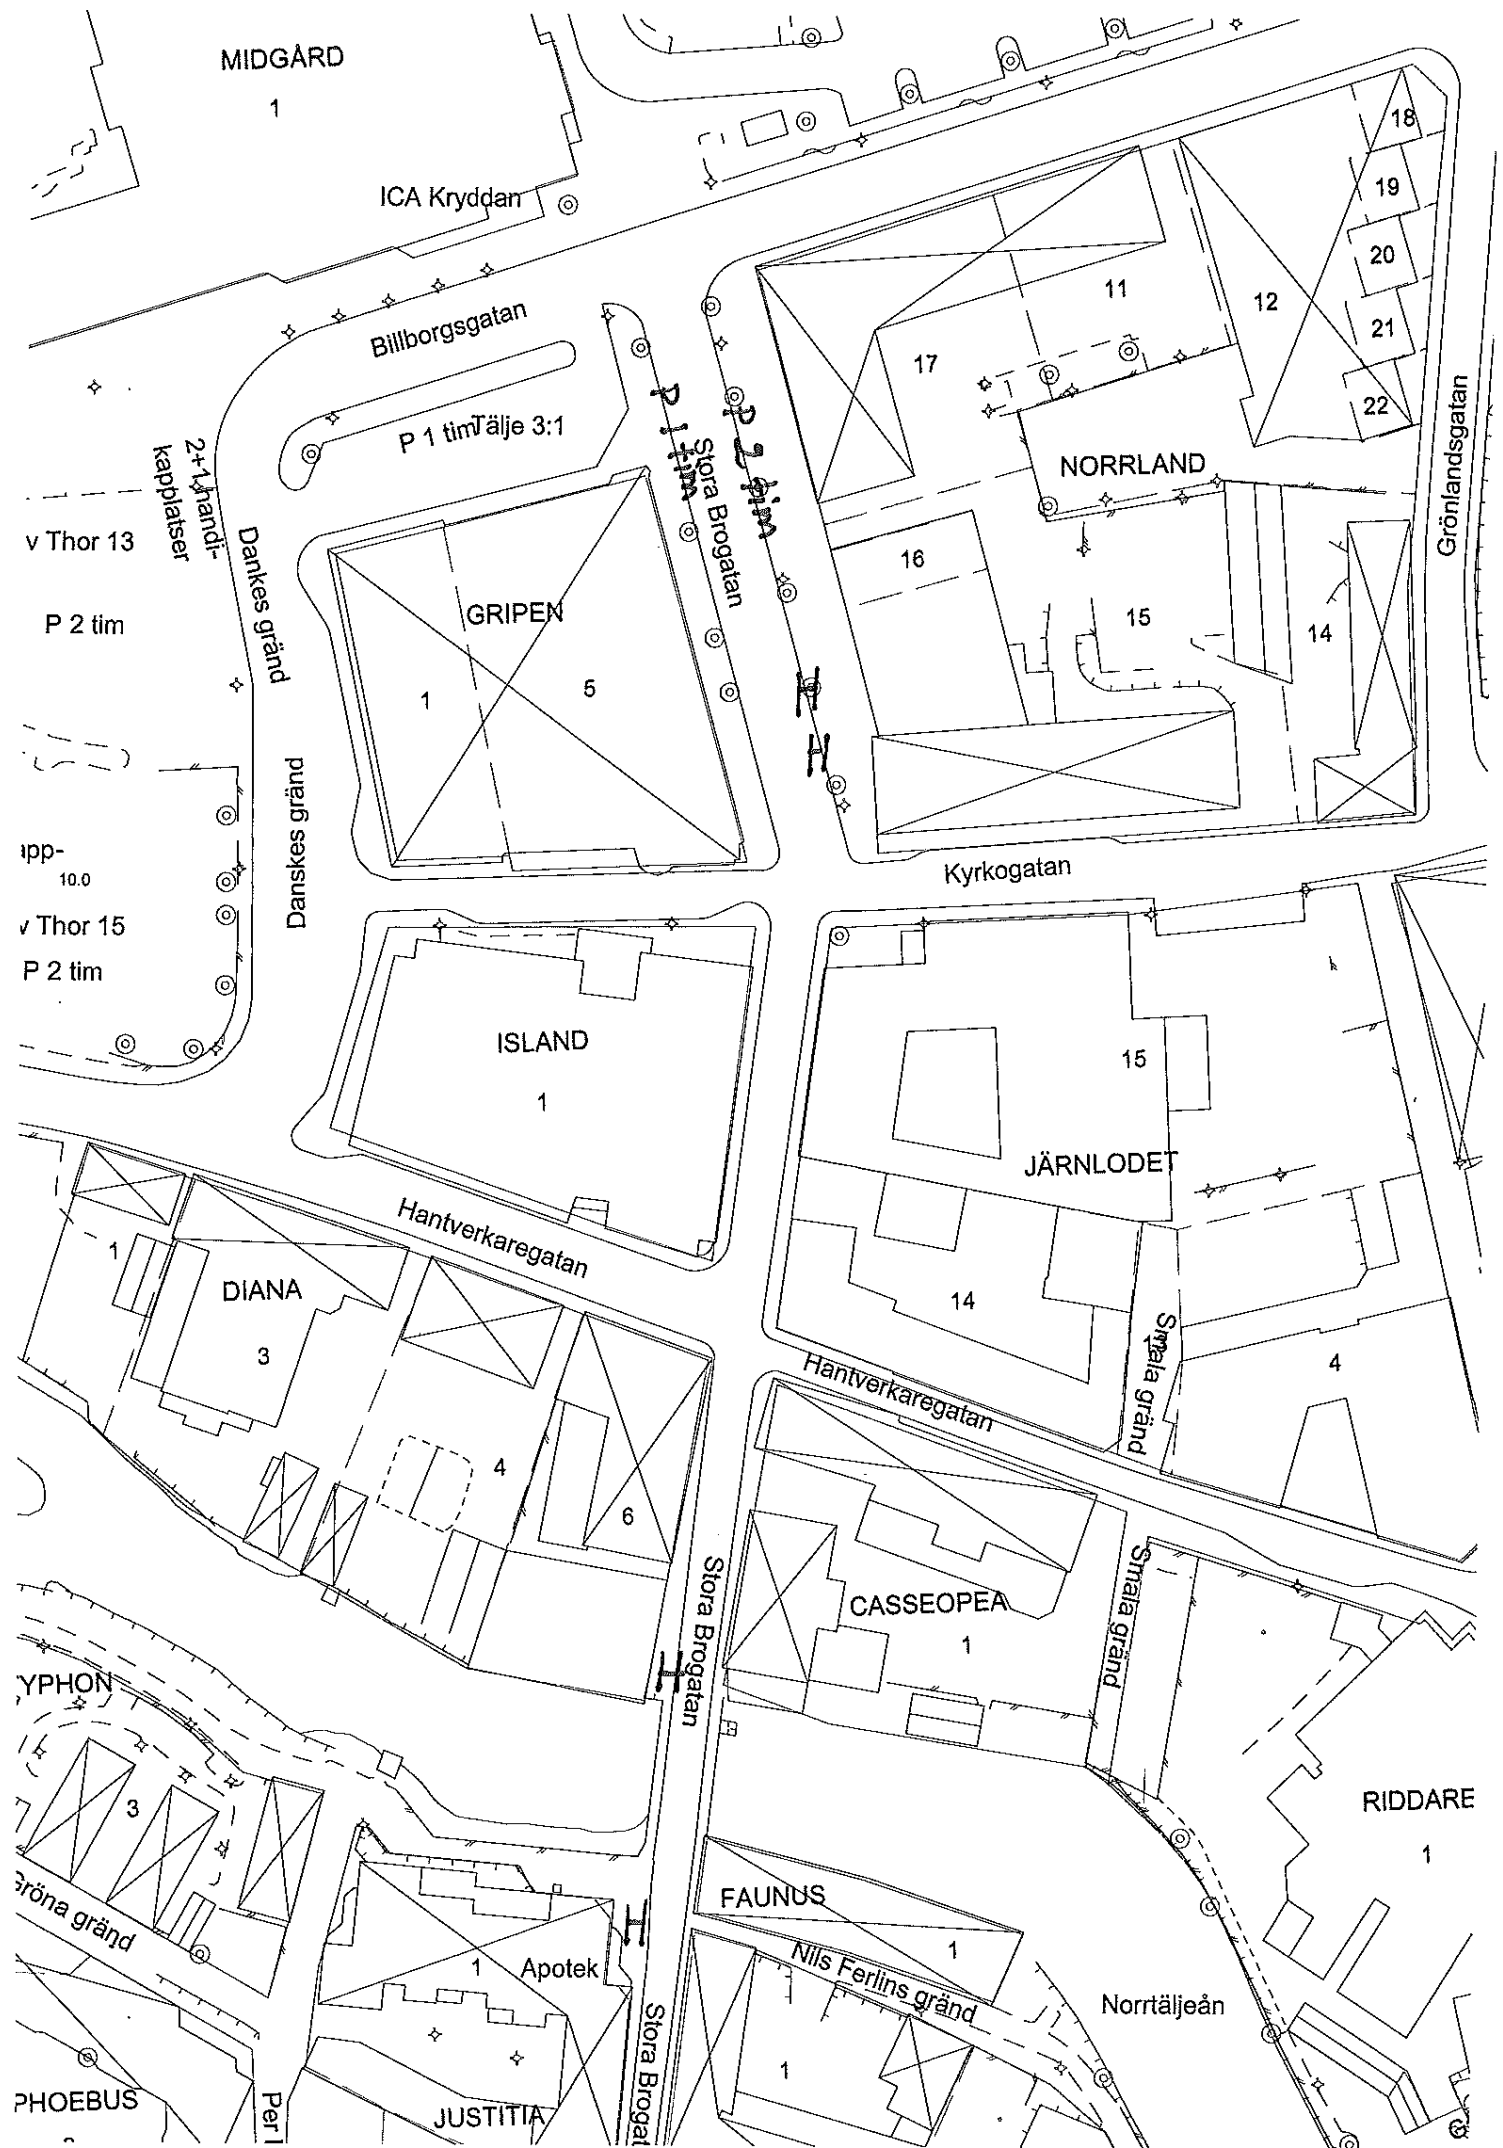 MIDGÅRD
1
ICA Kryddan
18
19
20
21
22
11
12
17
Billborgsgatan
P 1 tim
Tälje 3:1
P 1 tim
P 2 tim
Stora Brogatan
NORRLAND
Grönlandsgatan
2+1 handi-
kapplatser
Dankes gränd
v Thor 13
P 2 tim
GRIPEN
1
5
16
15
14
H
H
Danskes gränd
10.0
v Thor 15
P 2 tim
Kyrkogatan
ISLAND
1
15
JÄRNLODET
Hantverkaregatan
1
DIANA
3
14
Smala gränd
4
Hantverkaregatan
4
6
Stora Brogatan
CASSEOPEA
1
Smala gränd
H
YPHON
3
RIDDARE
1
Gröna gränd
FAUNUS
1
H
1
Apotek
Nils Ferlins gränd
Norrtäljeån
Stora Brogat
1
PHOEBUS
Per
JUSTITIA